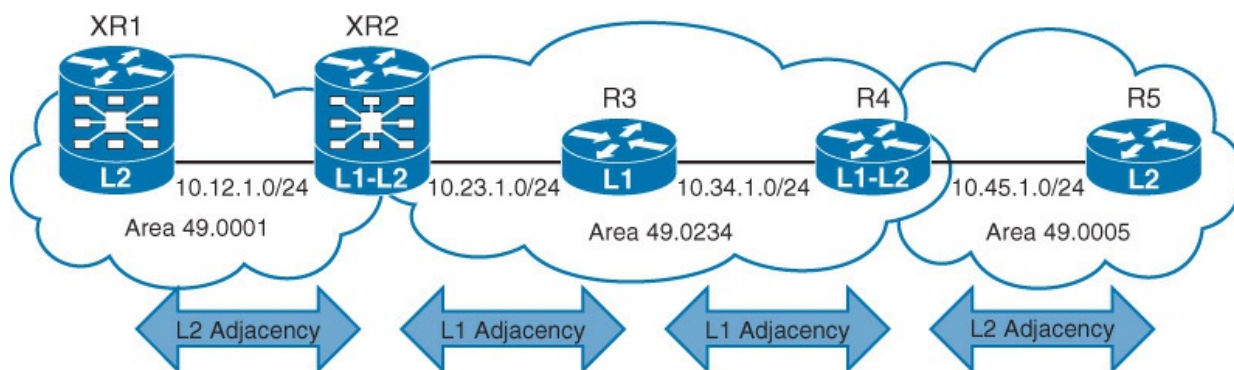 XR1
XR2
R3
R4
R5
L2
L1-L2
L1
L1-L2
L2
10.12.1.0/24
10.23.1.0/24
10.34.1.0/24
10.45.1.0/24
Area 49.0001
Area 49.0234
Area 49.0005
L2 Adjacency
L1 Adjacency
L1 Adjacency
L2 Adjacency